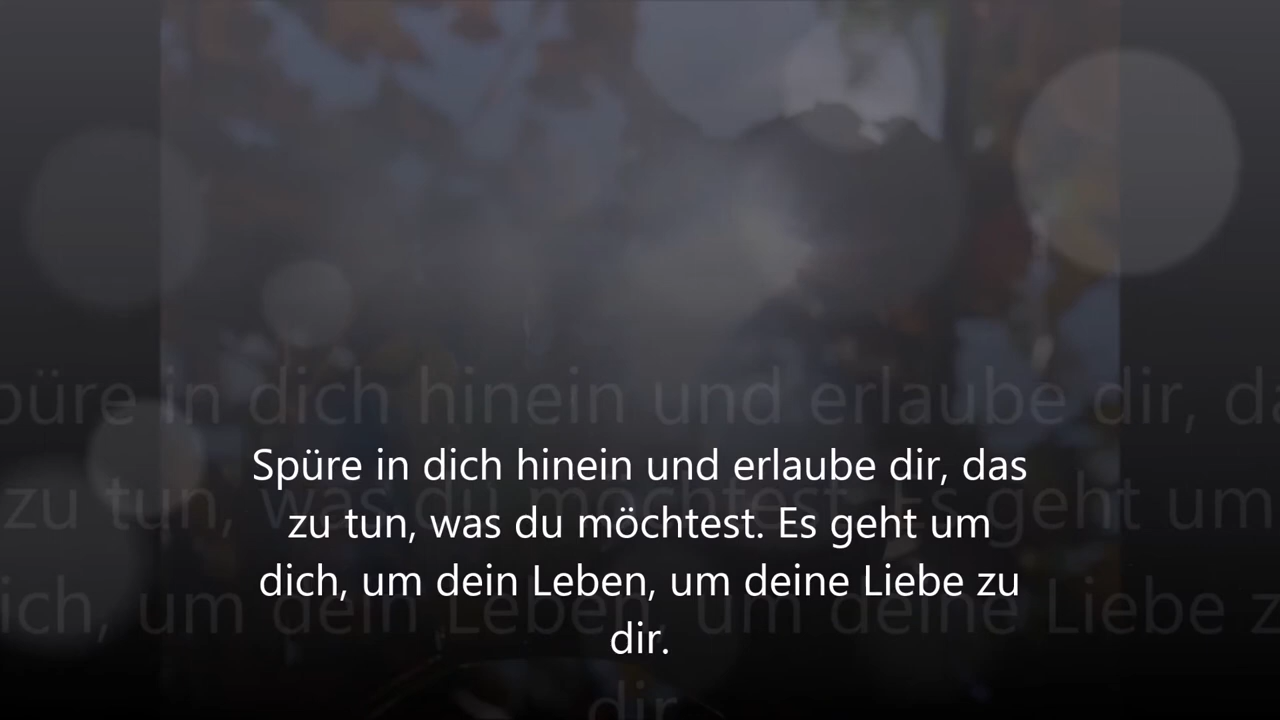 Spüre in dich hinein und erlaube dir, das
zu tun, was du möchtest. Es geht um
dich, um dein Leben, um deine Liebe zu
dir.